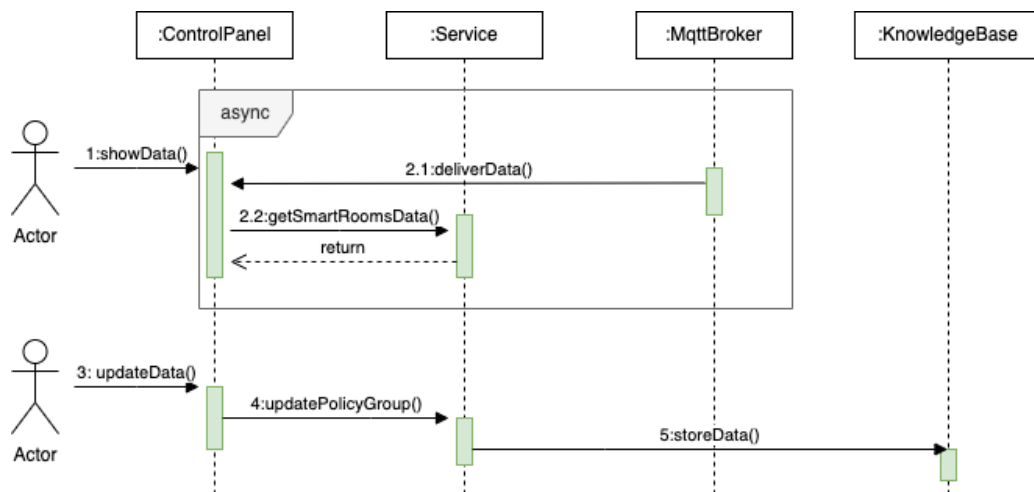 :ControlPanel
:Service
:MqttBroker
:KnowledgeBase
async
1:showData()
2.1:deliverData()
2.2:getSmartRoomsData()
Actor
return
3: updateData()
4:updatePolicyGroup()
5:storeData()
Actor